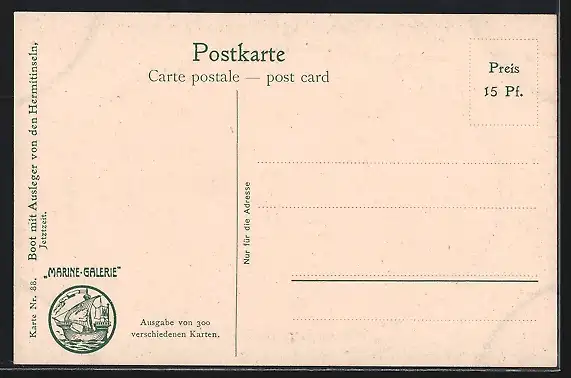 Postkarte
Carte postale — post card
Preis
15 Pf.
Karte Nr. 88. Boot mit Ausleger von den Hermitinseln.
Jetztzeit.
Nur für die Adresse
„MARINE-GALERIE"
Ausgabe von 300
verschiedenen Karten.